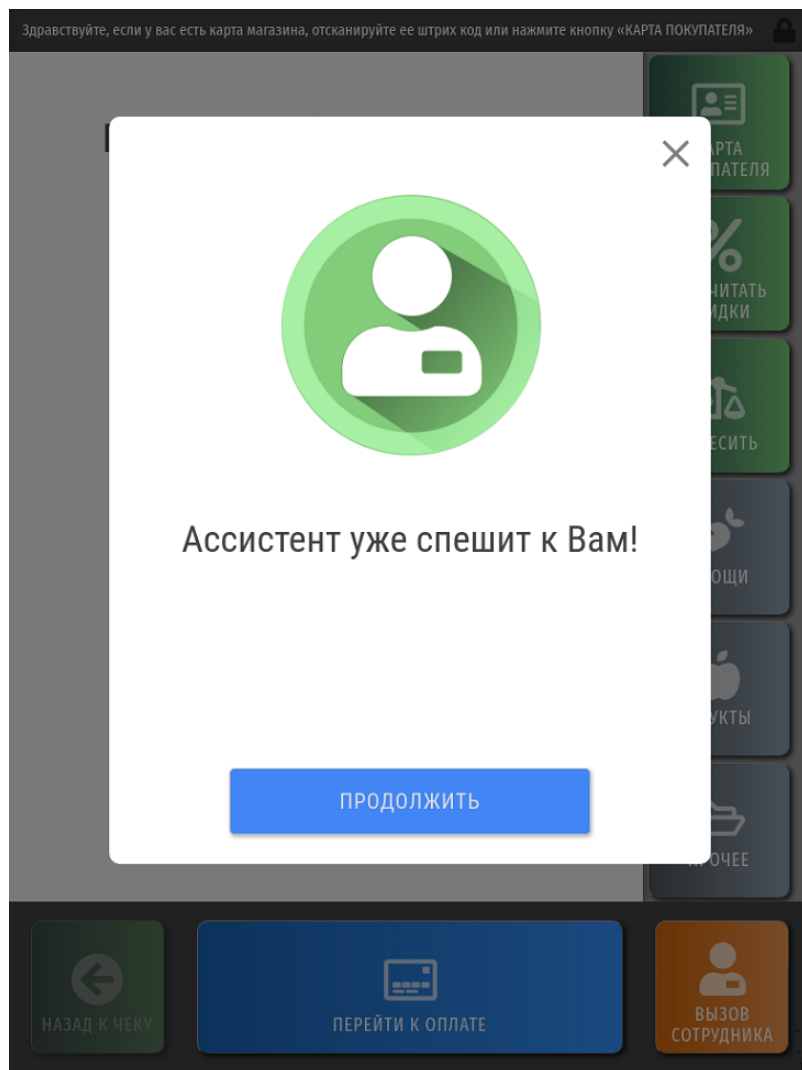 Здравствуйте, если у вас есть карта магазина, отсканируйте ее штрих код или нажмите кнопку «КАРТА ПОКУПАТЕЛЯ»
Ассистент уже спешит к Вам!
ПРОДОЛЖИТЬ
НАЗАД К ЧЕКУ
ПЕРЕЙТИ К ОПЛАТЕ
ВЫЗОВ
СОТРУДНИКА